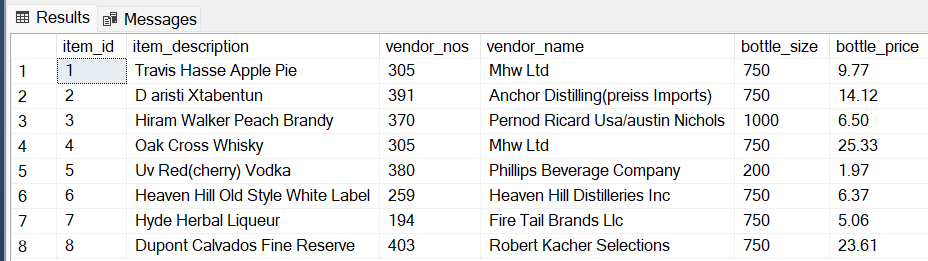 Results Messages
item_id item_description vendor_nos vendor_name bottle_size bottle_price
1 1 Travis Hasse Apple Pie 305 Mhw Ltd 750 9.77
2 2 D aristi Xtabentun 391 Anchor Distilling(preiss Imports) 750 14.12
3 3 Hiram Walker Peach Brandy 370 Pernod Ricard Usa/austin Nichols 1000 6.50
4 4 Oak Cross Whisky 305 Mhw Ltd 750 25.33
5 5 Uv Red(cherry) Vodka 380 Phillips Beverage Company 200 1.97
6 6 Heaven Hill Old Style White Label 259 Heaven Hill Distilleries Inc 750 6.37
7 7 Hyde Herbal Liqueur 194 Fire Tail Brands Llc 750 5.06
8 8 Dupont Calvados Fine Reserve 403 Robert Kacher Selections 750 23.61